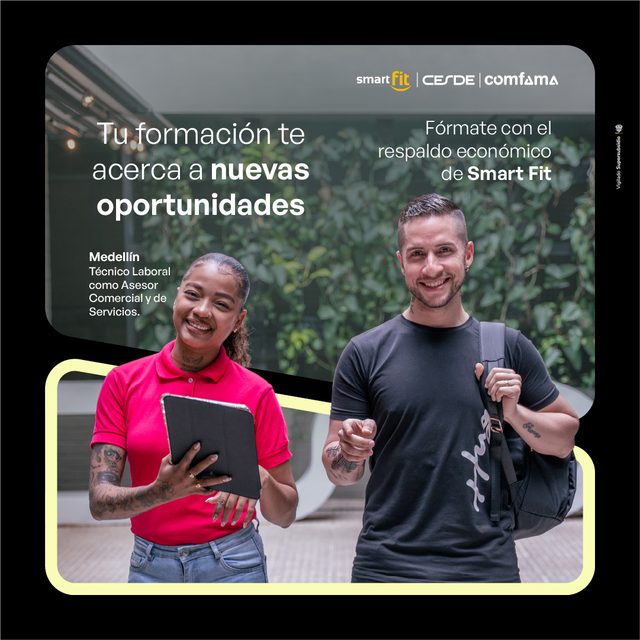 smart fit | CESDE | comfama
Tu formación te
acerca a nuevas
oportunidades
Fórmate con el
respaldo económico
de Smart Fit
Medellín
Técnico Laboral
como Asesor
Comercial y de
Servicios.
Vigilado Supersubsidio